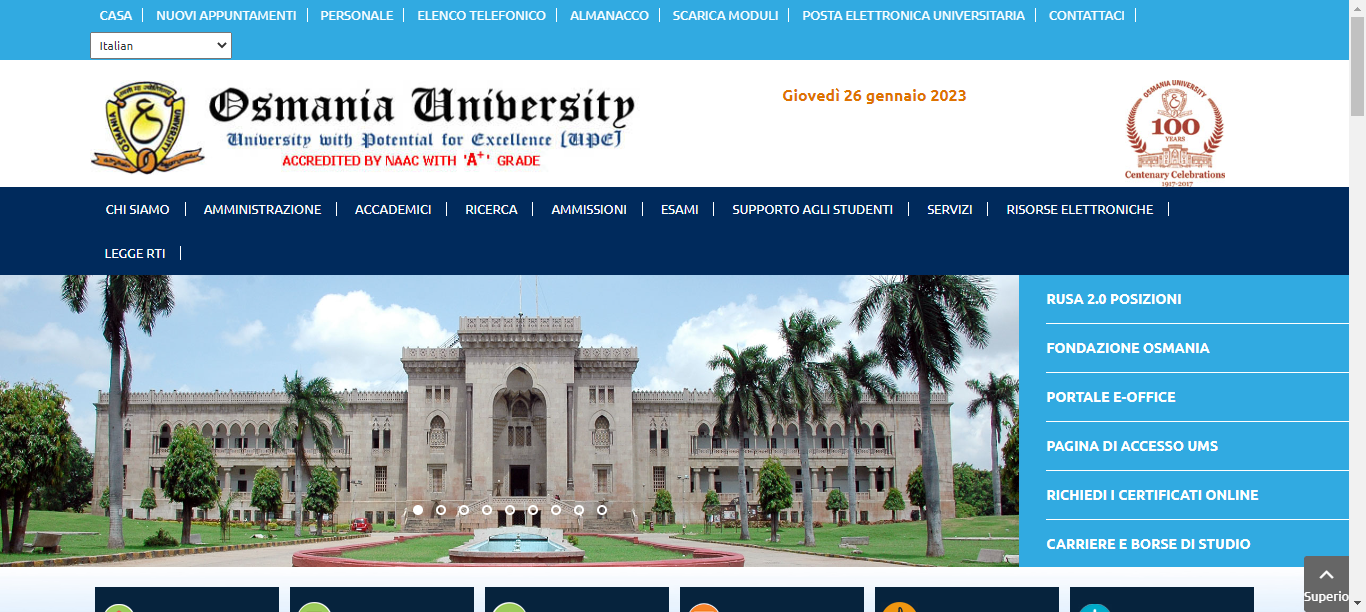 CASA
NUOVI APPUNTAMENTI
PERSONALE
ELENCO TELEFONICO
ALMANACCO
SCARICA MODULI
POSTA ELETTRONICA UNIVERSITARIA
CONTATTACI
Italian
Osmania University
University with Potential for Excellence [UPE]
ACCREDITED BY NAAC WITH 'A+' GRADE
Giovedì 26 gennaio 2023
OSMANIA UNIVERSITY
100
YEARS
Centenary Celebrations
1917-2017
CHI SIAMO
AMMINISTRAZIONE
ACCADEMICI
RICERCA
AMMISSIONI
ESAMI
SUPPORTO AGLI STUDENTI
SERVIZI
RISORSE ELETTRONICHE
LEGGE RTI
RUSA 2.0 POSIZIONI
FONDAZIONE OSMANIA
PORTALE E-OFFICE
PAGINA DI ACCESSO UMS
RICHIEDI I CERTIFICATI ONLINE
CARRIERE E BORSE DI STUDIO
Superio